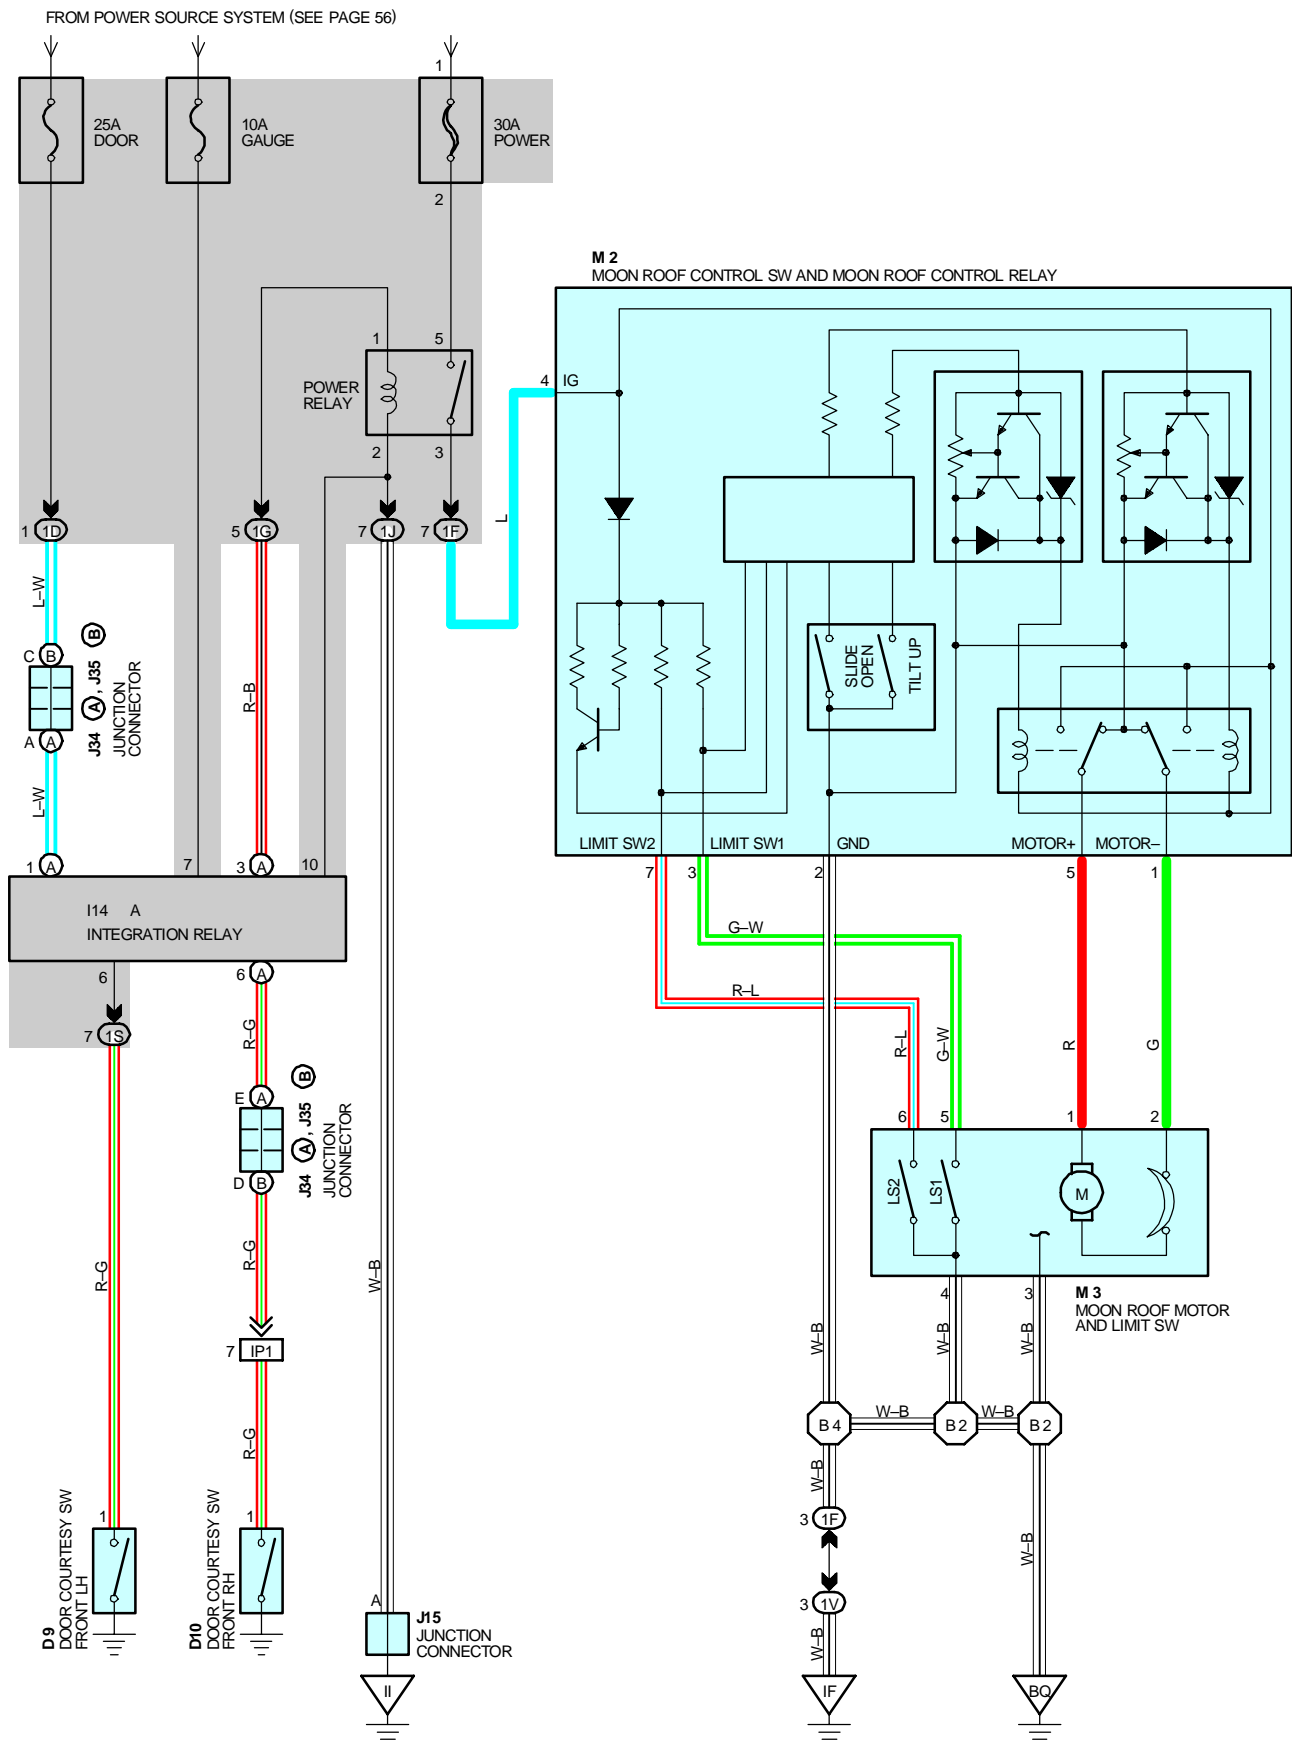 FROM POWER SOURCE SYSTEM (SEE PAGE 56)
1
25A
DOOR
10A
GAUGE
30A
POWER
2
M 2
MOON ROOF CONTROL SW AND MOON ROOF CONTROL RELAY
1
5
POWER
RELAY
2
3
4
IG
L
1
1D
5
1G
7
1J
7
1F
L–W
C
B
J34 A , J35 B
JUNCTION
CONNECTOR
A
A
L–W
R–B
SLIDE
OPEN
TILT UP
LIMIT SW2
LIMIT SW1
GND
MOTOR+
MOTOR–
1
A
7
3
A
10
7
3
2
5
1
I14 A
INTEGRATION RELAY
G–W
6
6
A
R–L
7
1S
R–G
R–L
G–W
R
G
E
A
J34 A , J35 B
JUNCTION
CONNECTOR
D
B
6
5
1
2
LS2
LS1
M
R–G
R–G
W–B
4
3
M 3
MOON ROOF MOTOR
AND LIMIT SW
W–B
W–B
W–B
7
IP1
B 4
W–B
B 2
W–B
B 2
R–G
W–B
3
1F
W–B
1
1
D 9
DOOR COURTESY SW
FRONT LH
D10
DOOR COURTESY SW
FRONT RH
A
J15
JUNCTION
CONNECTOR
3
1V
W–B
II
IF
BQ